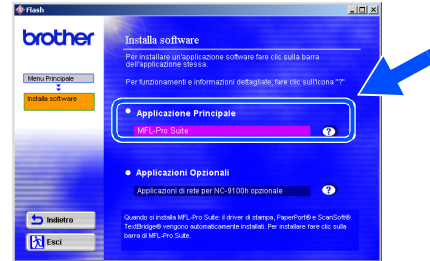 Flash
brother
Installa software
Per installare un'applicazione software fare clic sulla barra
dell'applicazione stessa.
Per funzionamenti e informazioni dettagliate, fare clic sull'icona "?"
Menu Principale
Installa software
Applicazione Principale
MFL-Pro Suite
?
Applicazioni Opzionali
Applicazioni di rete per NC-9100h opzionale
?
Quando si installa MFL-Pro Suite: il driver di stampa, PaperPort® e ScanSoft®
TextBridge® vengono automaticamente installati. Per installare fare clic sulla
barra di MFL-Pro Suite.
Indietro
Esci